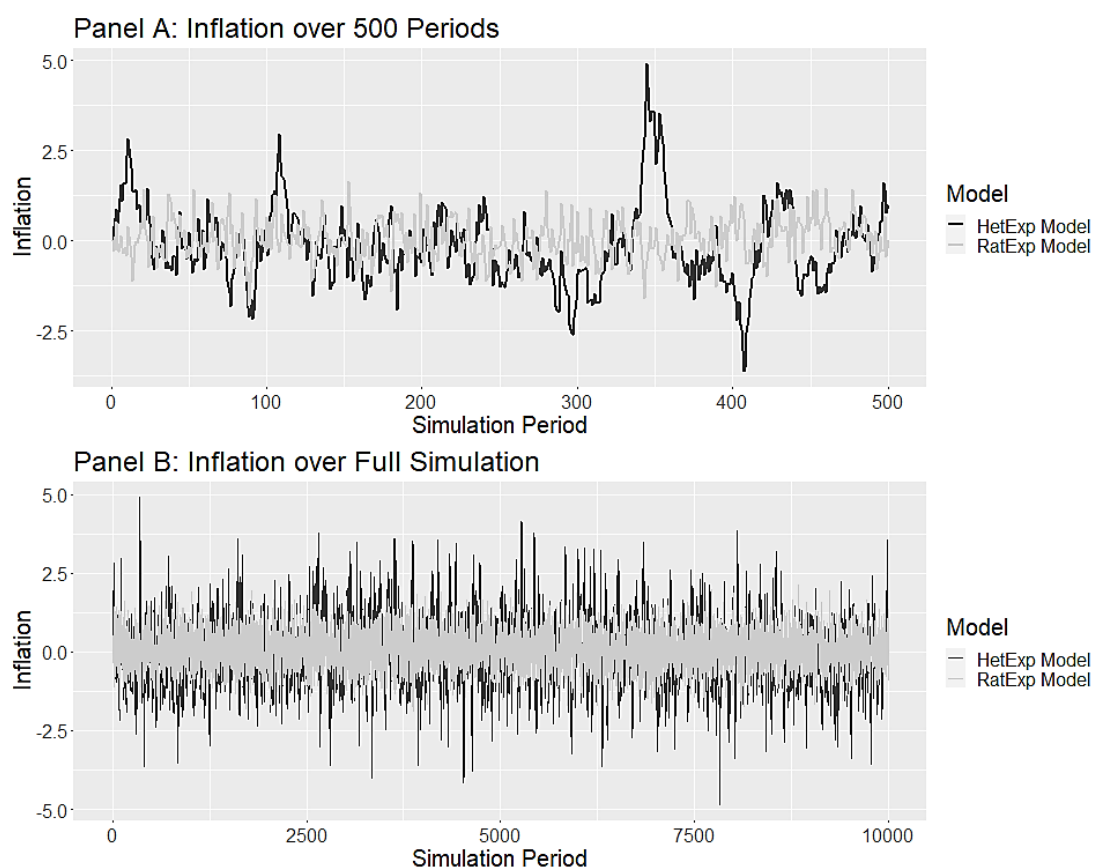 Panel A: Inflation over 500 Periods
5.0
2.5
0.0
-2.5
Inflation
0
100
200
300
400
500
Simulation Period
Model
HetExp Model
RatExp Model
Panel B: Inflation over Full Simulation
5.0
2.5
0.0
-2.5
-5.0
Inflation
0
2500
5000
7500
10000
Simulation Period
Model
HetExp Model
RatExp Model